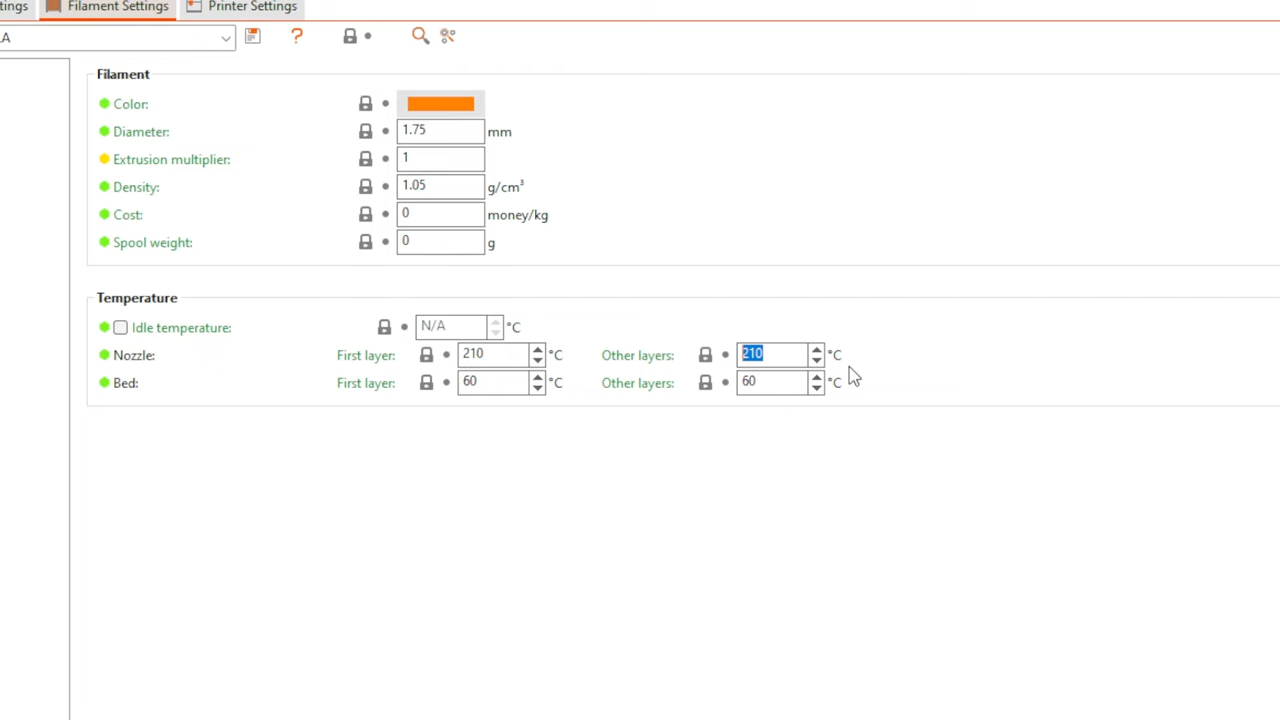 tings Filament Settings Printer Settings
A ?
Filament
Color:
Diameter: 1.75 mm
Extrusion multiplier: 1
Density: 1.05 g/cm³
Cost: 0 money/kg
Spool weight: 0 g
Temperature
Idle temperature: N/A °C
Nozzle: First layer: 210 °C Other layers: 210 °C
Bed: First layer: 60 °C Other layers: 60 °C